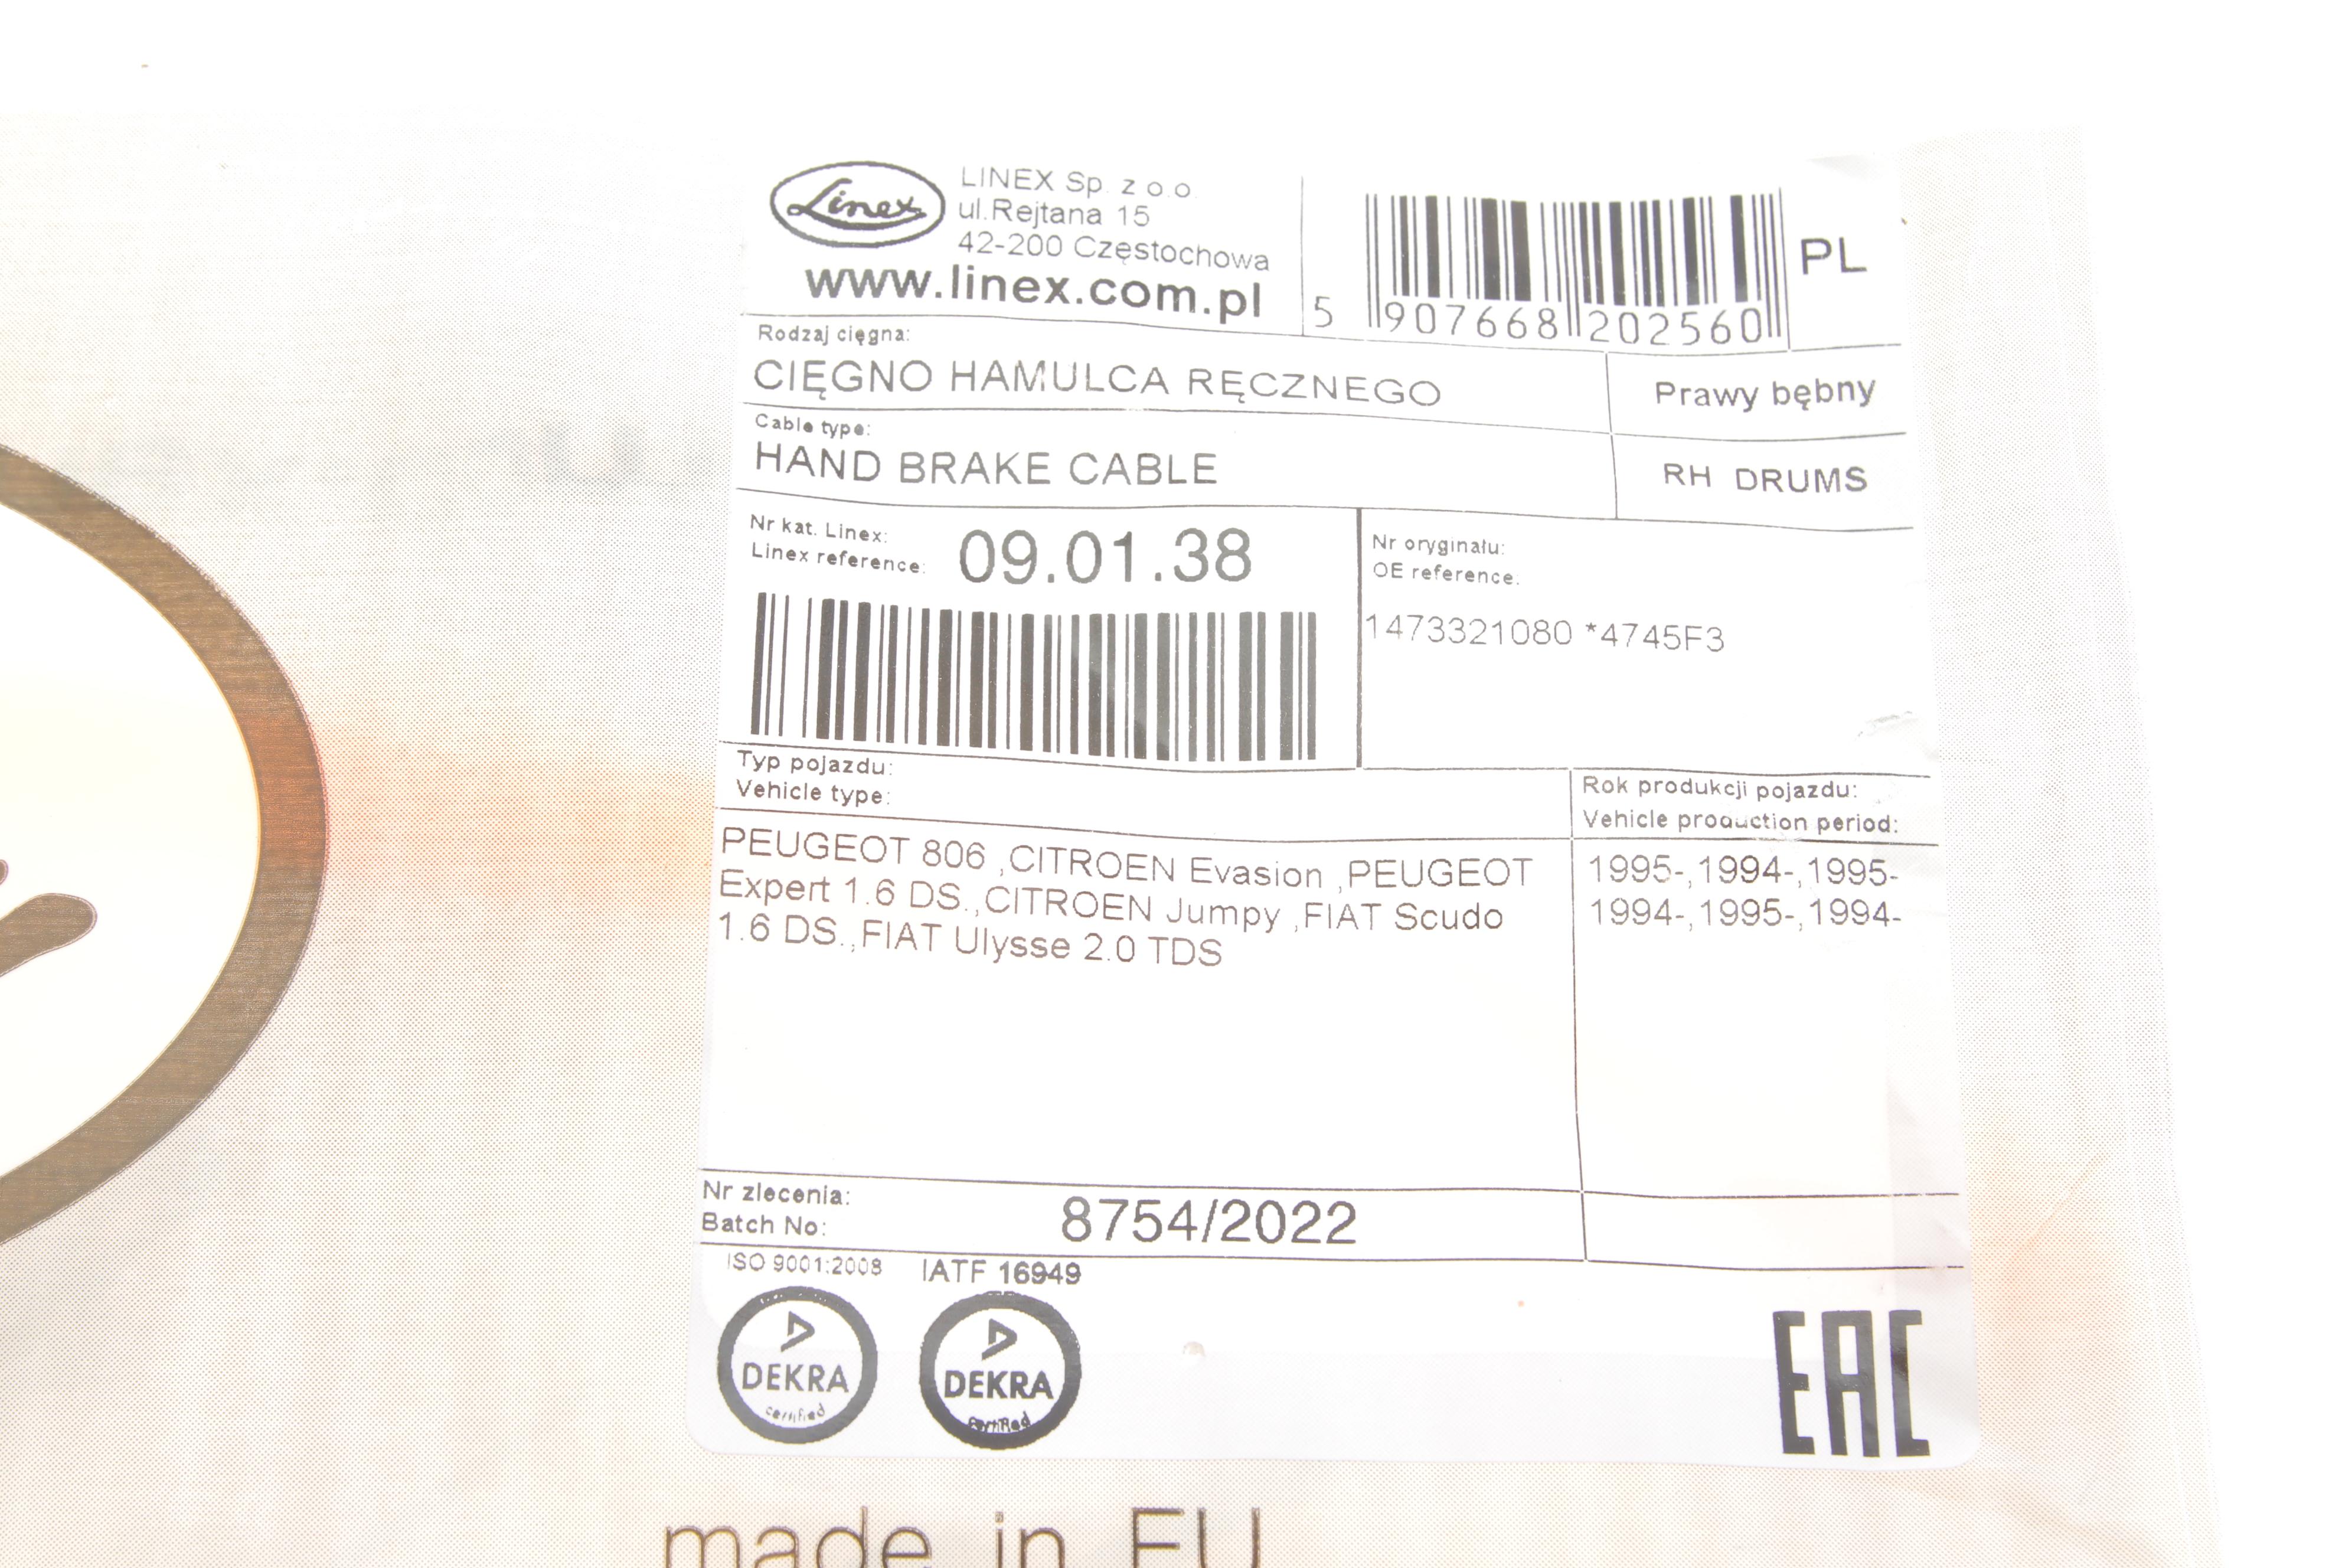 Linex
LINEX Sp. z o.o.
ul.Rejtana 15
42-200 Częstochowa
www.linex.com.pl
5 907668 202560
PL
Rodzaj cięgna:
CIĘGNO HAMULCA RĘCZNEGO
Prawy bębny
Cable type:
HAND BRAKE CABLE
RH DRUMS
Nr kat. Linex:
Linex reference:
09.01.38
Nr oryginału:
OE reference:
1473321080 *4745F3
Typ pojazdu:
Vehicle type:
Rok produkcji pojazdu:
Vehicle production period:
PEUGEOT 806 ,CITROEN Evasion ,PEUGEOT
Expert 1.6 DS.,CITROEN Jumpy ,FIAT Scudo
1.6 DS.,FIAT Ulysse 2.0 TDS
1995-,1994-,1995-
1994-,1995-,1994-
Nr zlecenia:
Batch No:
8754/2022
ISO 9001:2008
IATF 16949
DEKRA
certified
DEKRA
certified
EAC
made in EU